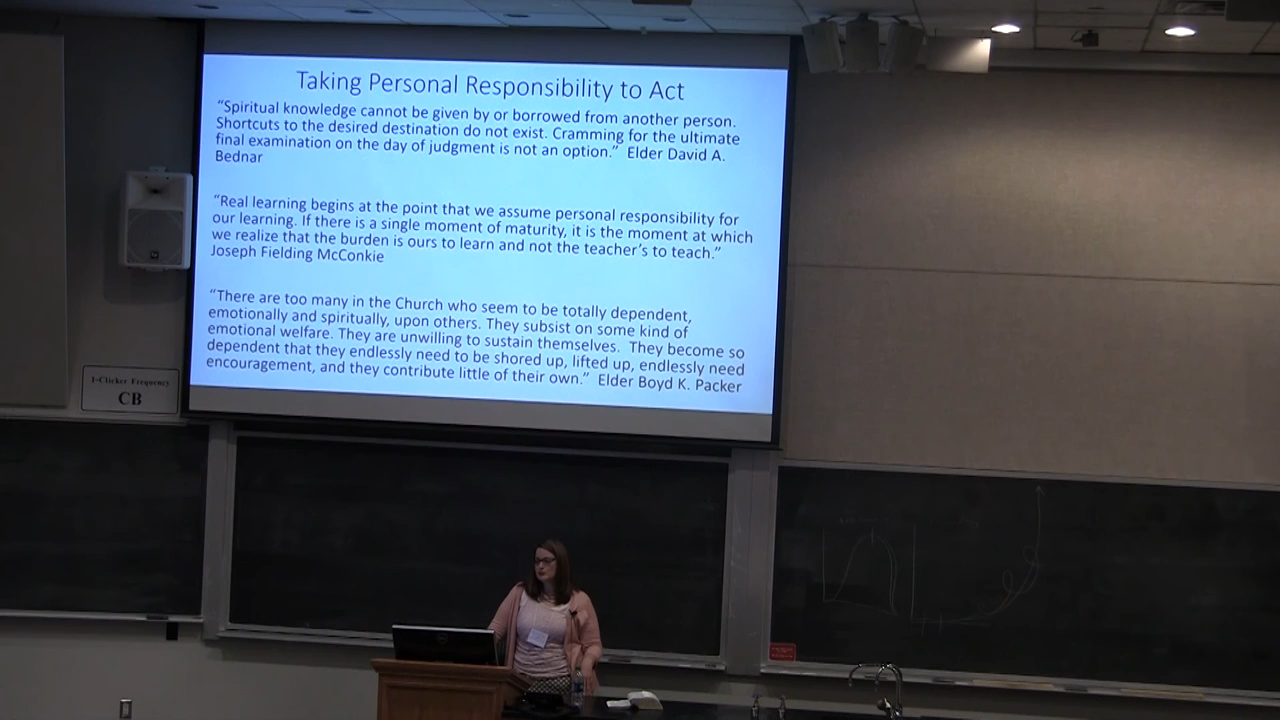 Taking Personal Responsibility to Act
“Spiritual knowledge cannot be given by or borrowed from another person.
Shortcuts to the desired destination do not exist. Cramming for the ultimate
final examination on the day of judgment is not an option.” Elder David A.
Bednar
“Real learning begins at the point that we assume personal responsibility for
our learning. If there is a single moment of maturity, it is the moment at which
we realize that the burden is ours to learn and not the teacher’s to teach.”
Joseph Fielding McConkie
“There are too many in the Church who seem to be totally dependent,
emotionally and spiritually, upon others. They subsist on some kind of
emotional welfare. They are unwilling to sustain themselves. They become so
dependent that they endlessly need to be shored up, lifted up, endlessly need
encouragement, and they contribute little of their own.” Elder Boyd K. Packer
I-Clicker Frequency
CB